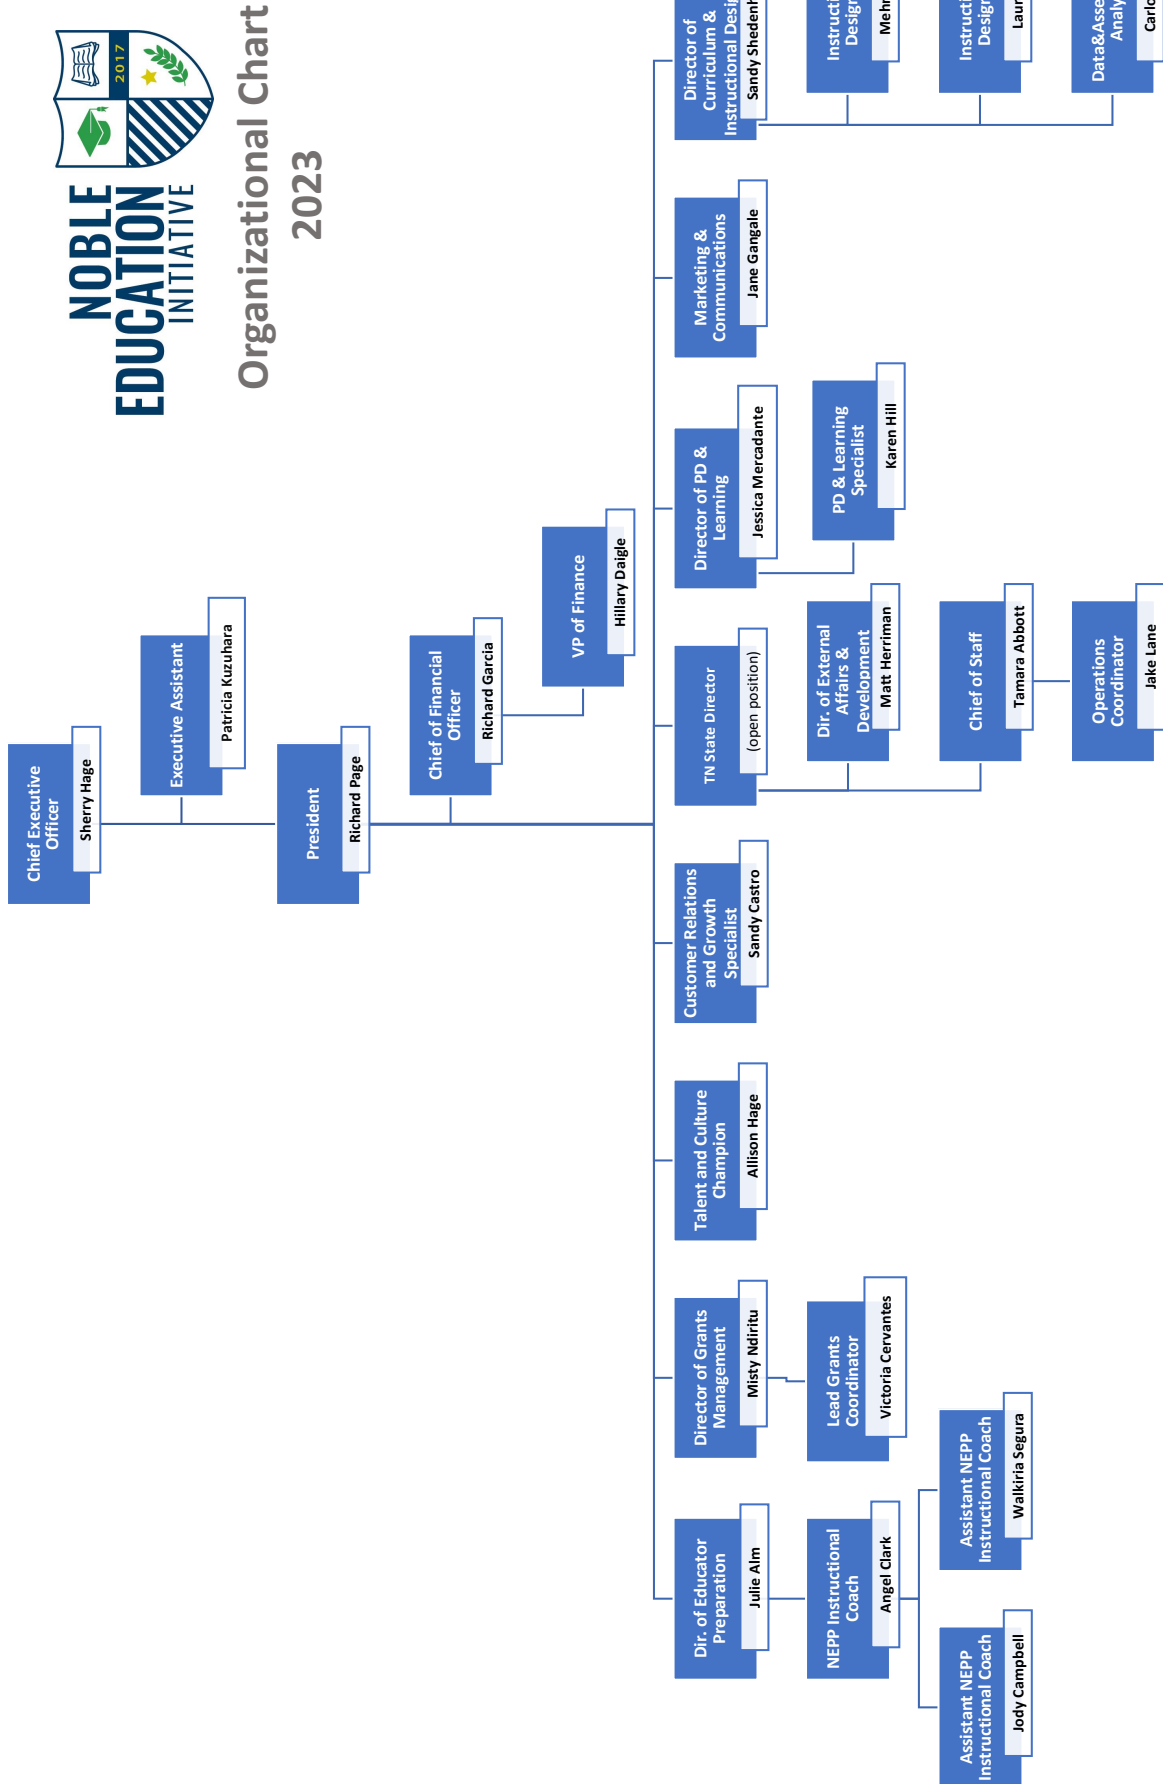 NOBLE
EDUCATION
INITIATIVE
2017
Organizational Chart
2023
Chief Executive
Officer
Sherry Hage
Executive Assistant
Patricia Kuzuhara
President
Richard Page
Chief of Financial
Officer
Richard Garcia
VP of Finance
Hillary Daigle
Dir. of Educator
Preparation
Julie Alm
NEPP Instructional
Coach
Angel Clark
Assistant NEPP
Instructional Coach
Jody Campbell
Assistant NEPP
Instructional Coach
Walkiria Segura
Director of Grants
Management
Misty Ndiritu
Lead Grants
Coordinator
Victoria Cervantes
Talent and Culture
Champion
Allison Hage
Customer Relations
and Growth
Specialist
Sandy Castro
TN State Director
(open position)
Dir. of External
Affairs &
Development
Matt Herriman
Chief of Staff
Tamara Abbott
Operations
Coordinator
Jake Lane
Director of PD &
Learning
Jessica Mercadante
PD & Learning
Specialist
Karen Hill
Marketing &
Communications
Jane Gangale
Director of
Curriculum &
Instructional
Sandy